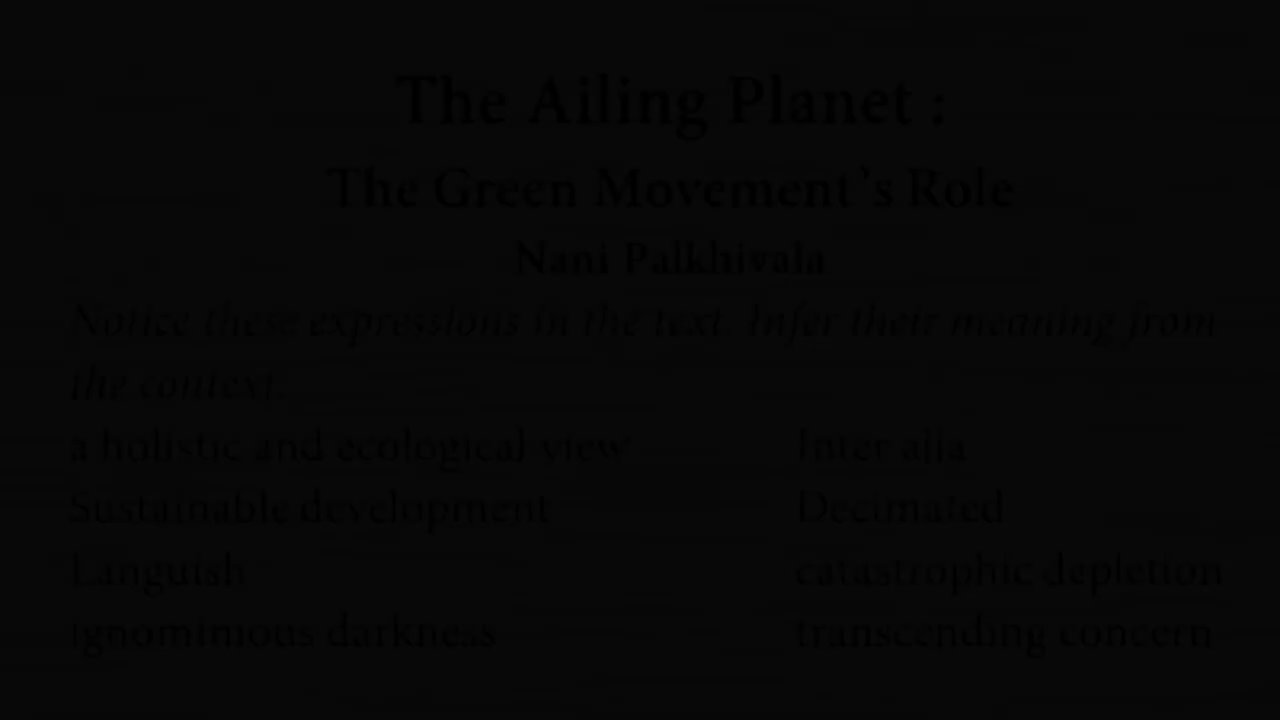 The Ailing Planet :
The Green Movement's Role
Nani Palkhivala
Notice these expressions in the text. Infer their meaning from
the context.
a holistic and ecological view Inter alia
Sustainable development Decimated
Languish catastrophic depletion
ignominious darkness transcending concern